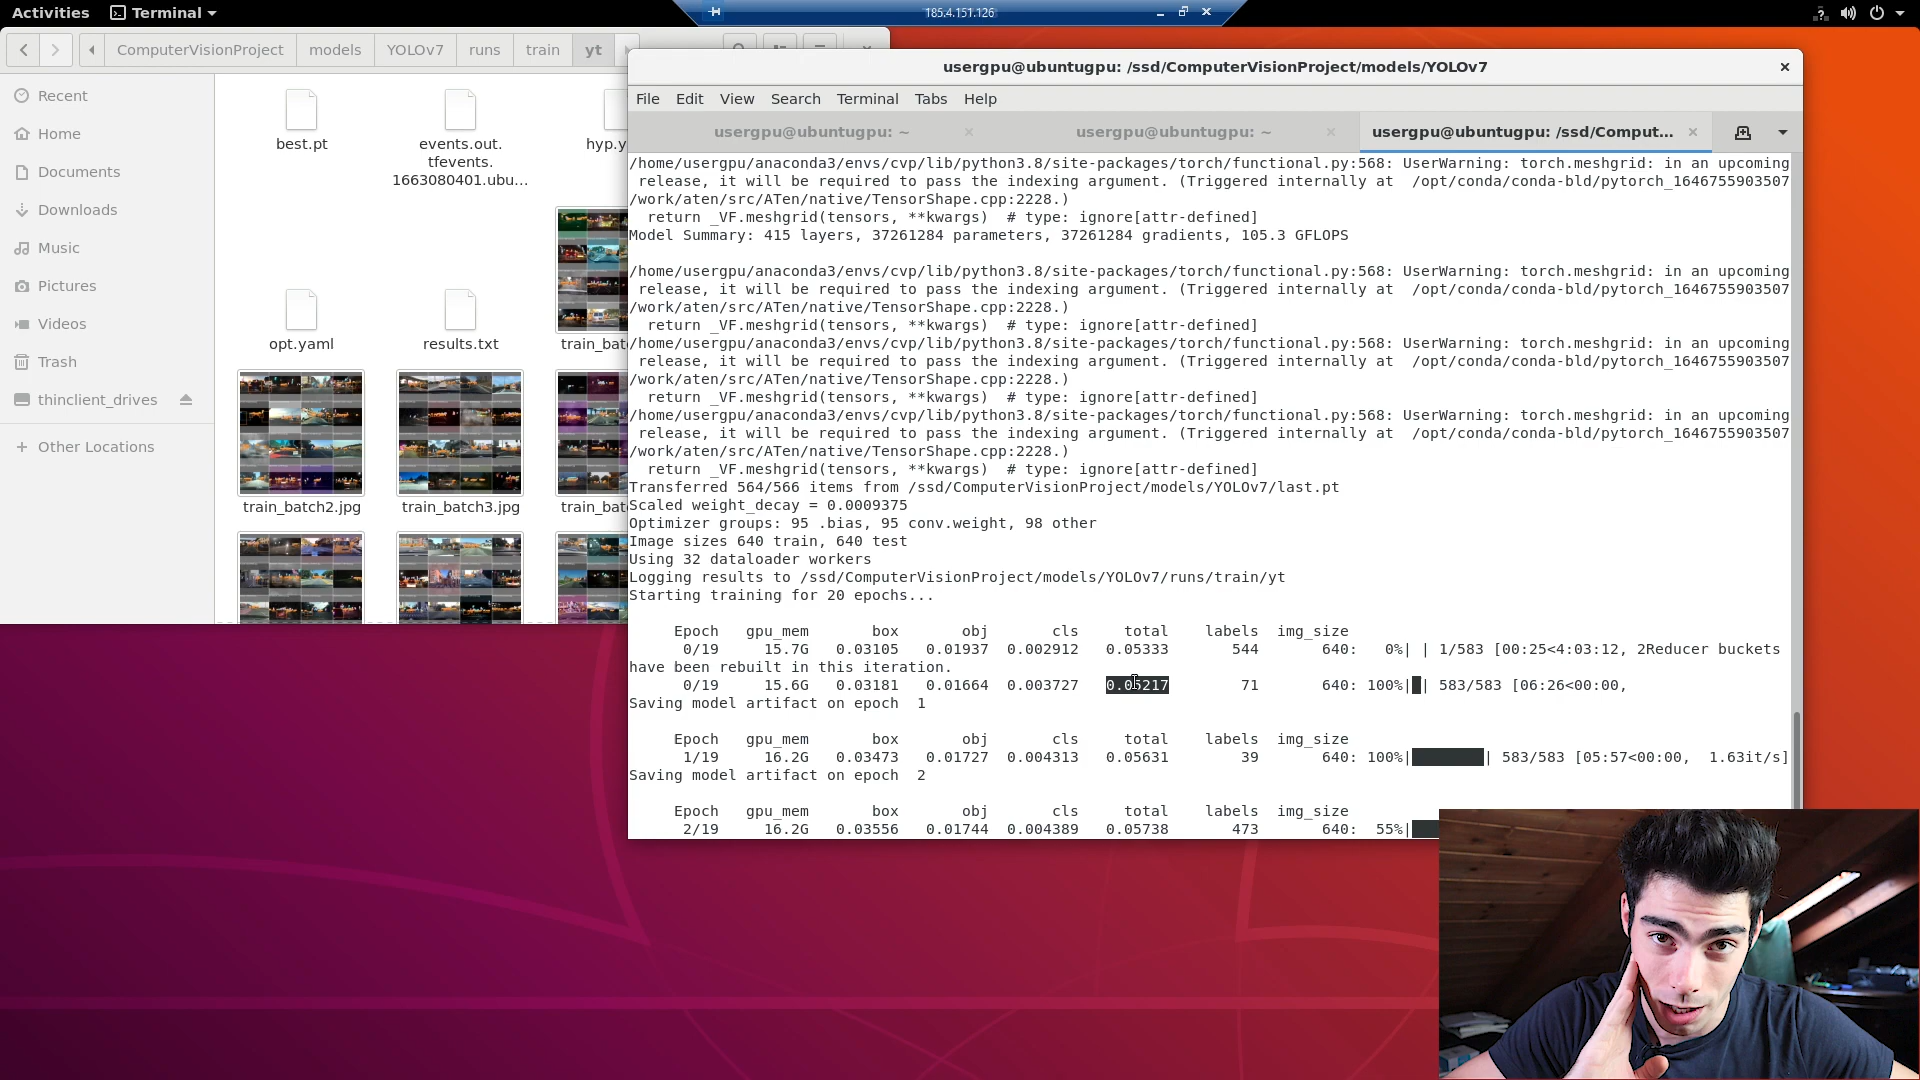 Activities Terminal
185.4.151.126
ComputerVisionProject models YOLOv7 runs train yt
Recent
Home
Documents
Downloads
Music
Pictures
Videos
Trash
thinclient_drives
Other Locations
best.pt
events.out.
tfevents.
1663080401.ubu...
hyp.y
opt.yaml
results.txt
train_bat
train_batch2.jpg
train_batch3.jpg
train_bat
usergpu@ubuntugpu: /ssd/ComputerVisionProject/models/YOLOv7
File Edit View Search Terminal Tabs Help
usergpu@ubuntugpu: ~
usergpu@ubuntugpu: ~
usergpu@ubuntugpu: /ssd/Comput...
/home/usergpu/anaconda3/envs/cvp/lib/python3.8/site-packages/torch/functional.py:568: UserWarning: torch.meshgrid: in an upcoming
release, it will be required to pass the indexing argument. (Triggered internally at  /opt/conda/conda-bld/pytorch_1646755903507
/work/aten/src/ATen/native/TensorShape.cpp:2228.)
return _VF.meshgrid(tensors, **kwargs)  # type: ignore[attr-defined]
Model Summary: 415 layers, 37261284 parameters, 37261284 gradients, 105.3 GFLOPS
/home/usergpu/anaconda3/envs/cvp/lib/python3.8/site-packages/torch/functional.py:568: UserWarning: torch.meshgrid: in an upcoming
release, it will be required to pass the indexing argument. (Triggered internally at  /opt/conda/conda-bld/pytorch_1646755903507
/work/aten/src/ATen/native/TensorShape.cpp:2228.)
return _VF.meshgrid(tensors, **kwargs)  # type: ignore[attr-defined]
/home/usergpu/anaconda3/envs/cvp/lib/python3.8/site-packages/torch/functional.py:568: UserWarning: torch.meshgrid: in an upcoming
release, it will be required to pass the indexing argument. (Triggered internally at  /opt/conda/conda-bld/pytorch_1646755903507
/work/aten/src/ATen/native/TensorShape.cpp:2228.)
return _VF.meshgrid(tensors, **kwargs)  # type: ignore[attr-defined]
/home/usergpu/anaconda3/envs/cvp/lib/python3.8/site-packages/torch/functional.py:568: UserWarning: torch.meshgrid: in an upcoming
release, it will be required to pass the indexing argument. (Triggered internally at  /opt/conda/conda-bld/pytorch_1646755903507
/work/aten/src/ATen/native/TensorShape.cpp:2228.)
return _VF.meshgrid(tensors, **kwargs)  # type: ignore[attr-defined]
Transferred 564/566 items from /ssd/ComputerVisionProject/models/YOLOv7/last.pt
Scaled weight_decay = 0.0009375
Optimizer groups: 95 .bias, 95 conv.weight, 98 other
Image sizes 640 train, 640 test
Using 32 dataloader workers
Logging results to /ssd/ComputerVisionProject/models/YOLOv7/runs/train/yt
Starting training for 20 epochs...
Epoch gpu_mem box obj cls total labels img_size
0/19 15.7G 0.03105 0.01937 0.002912 0.05333 544 640: 0%| | 1/583 [00:25<4:03:12, 2Reducer buckets
have been rebuilt in this iteration.
0/19 15.6G 0.03181 0.01664 0.003727 0.05217 71 640: 100%| | 583/583 [06:26<00:00,
Saving model artifact on epoch  1
Epoch gpu_mem box obj cls total labels img_size
1/19 16.2G 0.03473 0.01727 0.004313 0.05631 39 640: 100%| | 583/583 [05:57<00:00, 1.63it/s]
Saving model artifact on epoch  2
Epoch gpu_mem box obj cls total labels img_size
2/19 16.2G 0.03556 0.01744 0.004389 0.05738 473 640: 55%|